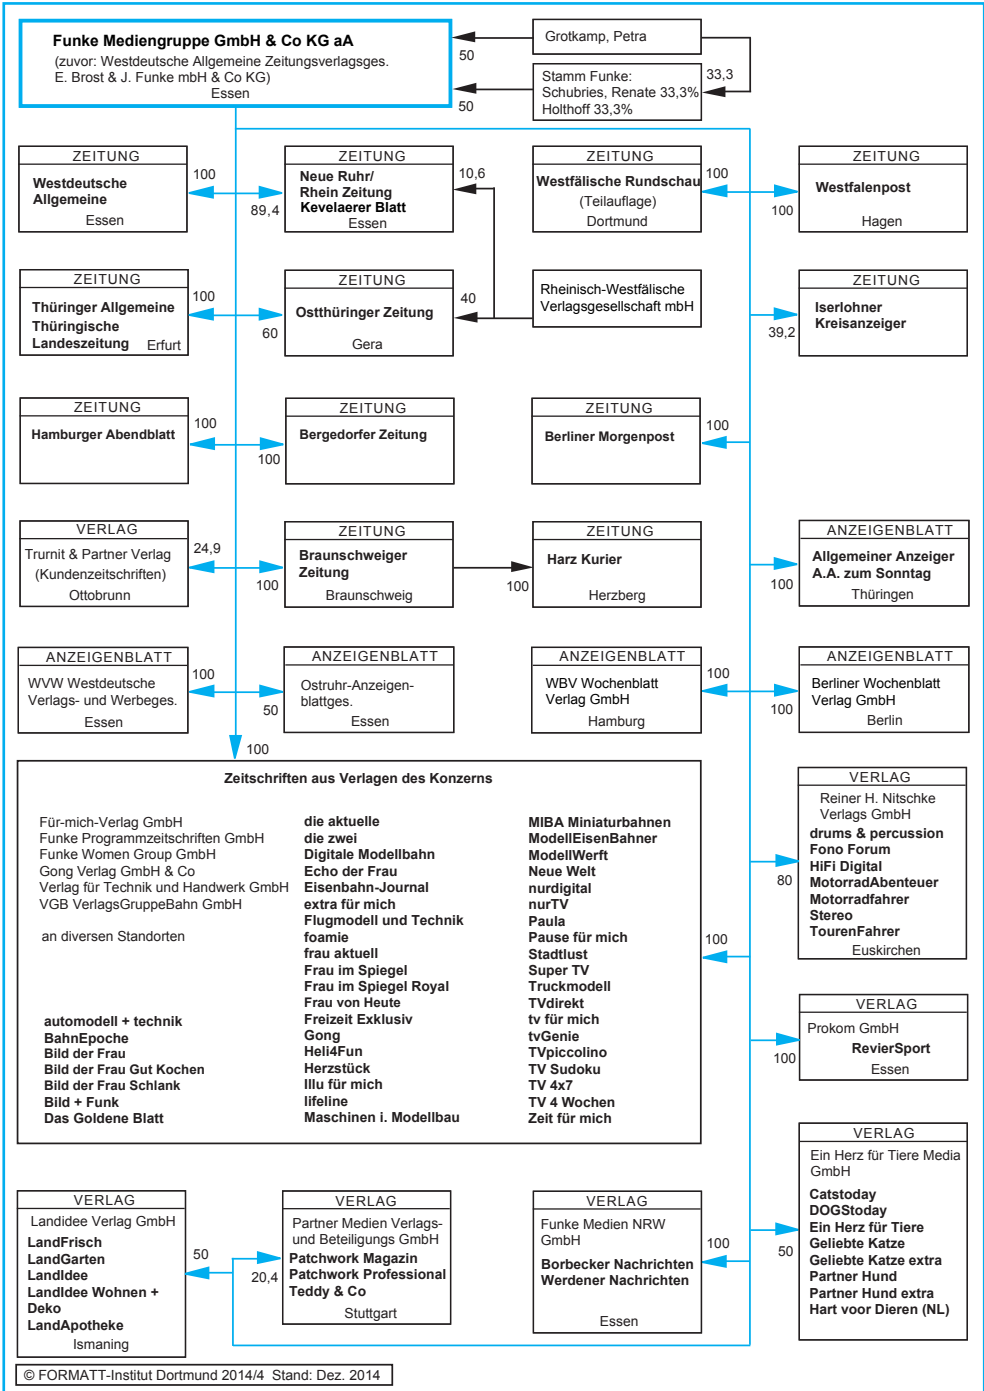 Funke Mediengruppe GmbH & Co KG aA
(zuvor: Westdeutsche Allgemeine Zeitungsverlagsges.
E. Brost & J. Funke mbH & Co KG)
Essen
50
50
Grotkamp, Petra
Stamm Funke:
Schubries, Renate 33,3%
Holthoff 33,3%
33,3
ZEITUNG
Westdeutsche
Allgemeine
Essen
100
89,4
ZEITUNG
Neue Ruhr/
Rhein Zeitung
Kevelaerer Blatt
Essen
10,6
ZEITUNG
Westfälische Rundschau
(Teilauflage)
Dortmund
100
100
ZEITUNG
Westfalenpost
Hagen
ZEITUNG
Thüringer Allgemeine
Thüringische
Landeszeitung Erfurt
100
60
ZEITUNG
Ostthüringer Zeitung
Gera
40
Rheinisch-Westfälische
Verlagsgesellschaft mbH
39,2
ZEITUNG
Iserlohner
Kreisanzeiger
ZEITUNG
Hamburger Abendblatt
100
100
ZEITUNG
Bergedorfer Zeitung
ZEITUNG
Berliner Morgenpost
100
VERLAG
Trurnit & Partner Verlag
(Kundenzeitschriften)
Ottobrunn
24,9
100
ZEITUNG
Braunschweiger
Zeitung
Braunschweig
100
ZEITUNG
Harz Kurier
Herzberg
100
ANZEIGENBLATT
Allgemeiner Anzeiger
A.A. zum Sonntag
Thüringen
ANZEIGENBLATT
WVW Westdeutsche
Verlags- und Werbeges.
Essen
100
50
ANZEIGENBLATT
Ostruhr-Anzeigen-
blattges.
Essen
ANZEIGENBLATT
WBV Wochenblatt
Verlag GmbH
Hamburg
100
100
ANZEIGENBLATT
Berliner Wochenblatt
Verlag GmbH
Berlin
100
Zeitschriften aus Verlagen des Konzerns
Für-mich-Verlag GmbH
Funke Programmzeitschriften GmbH
Funke Women Group GmbH
Gong Verlag GmbH & Co
Verlag für Technik und Handwerk GmbH
VGB VerlagsGruppeBahn GmbH
an diversen Standorten
automodell + technik
BahnEpoche
Bild der Frau
Bild der Frau Gut Kochen
Bild der Frau Schlank
Bild + Funk
Das Goldene Blatt
die aktuelle
die zwei
Digitale Modellbahn
Echo der Frau
Eisenbahn-Journal
extra für mich
Flugmodell und Technik
foamie
frau aktuell
Frau im Spiegel
Frau im Spiegel Royal
Frau von Heute
Freizeit Exklusiv
Gong
Heli4Fun
Herzstück
Illu für mich
lifeline
Maschinen i. Modellbau
MIBA Miniaturbahnen
ModellEisenBahner
ModellWerft
Neue Welt
nurdigital
nurTV
Paula
Pause für mich
Stadtlust
Super TV
Truckmodell
TVdirekt
tv für mich
tvGenie
TVpiccolino
TV Sudoku
TV 4x7
TV 4 Wochen
Zeit für mich
100
80
VERLAG
Reiner H. Nitschke
Verlags GmbH
drums & percussion
Fono Forum
HiFi Digital
MotorradAbenteuer
Motorradfahrer
Stereo
TourenFahrer
Euskirchen
100
VERLAG
Prokom GmbH
RevierSport
Essen
50
VERLAG
Ein Herz für Tiere Media
GmbH
Catstoday
DOGStoday
Ein Herz für Tiere
Geliebte Katze
Geliebte Katze extra
Partner Hund
Partner Hund extra
Hart voor Dieren (NL)
VERLAG
Landidee Verlag GmbH
LandFrisch
LandGarten
LandIdee
LandIdee Wohnen +
Deko
LandApotheke
Ismaning
50
20,4
VERLAG
Partner Medien Verlags-
und Beteiligungs GmbH
Patchwork Magazin
Patchwork Professional
Teddy & Co
Stuttgart
VERLAG
Funke Medien NRW
GmbH
Borbecker Nachrichten
Werdener Nachrichten
Essen
100
© FORMATT-Institut Dortmund 2014/4 Stand: Dez. 2014